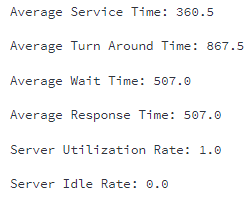 Average Service Time: 360.5
Average Turn Around Time: 867.5
Average Wait Time: 507.0
Average Response Time: 507.0
Server Utilization Rate: 1.0
Server Idle Rate: 0.0